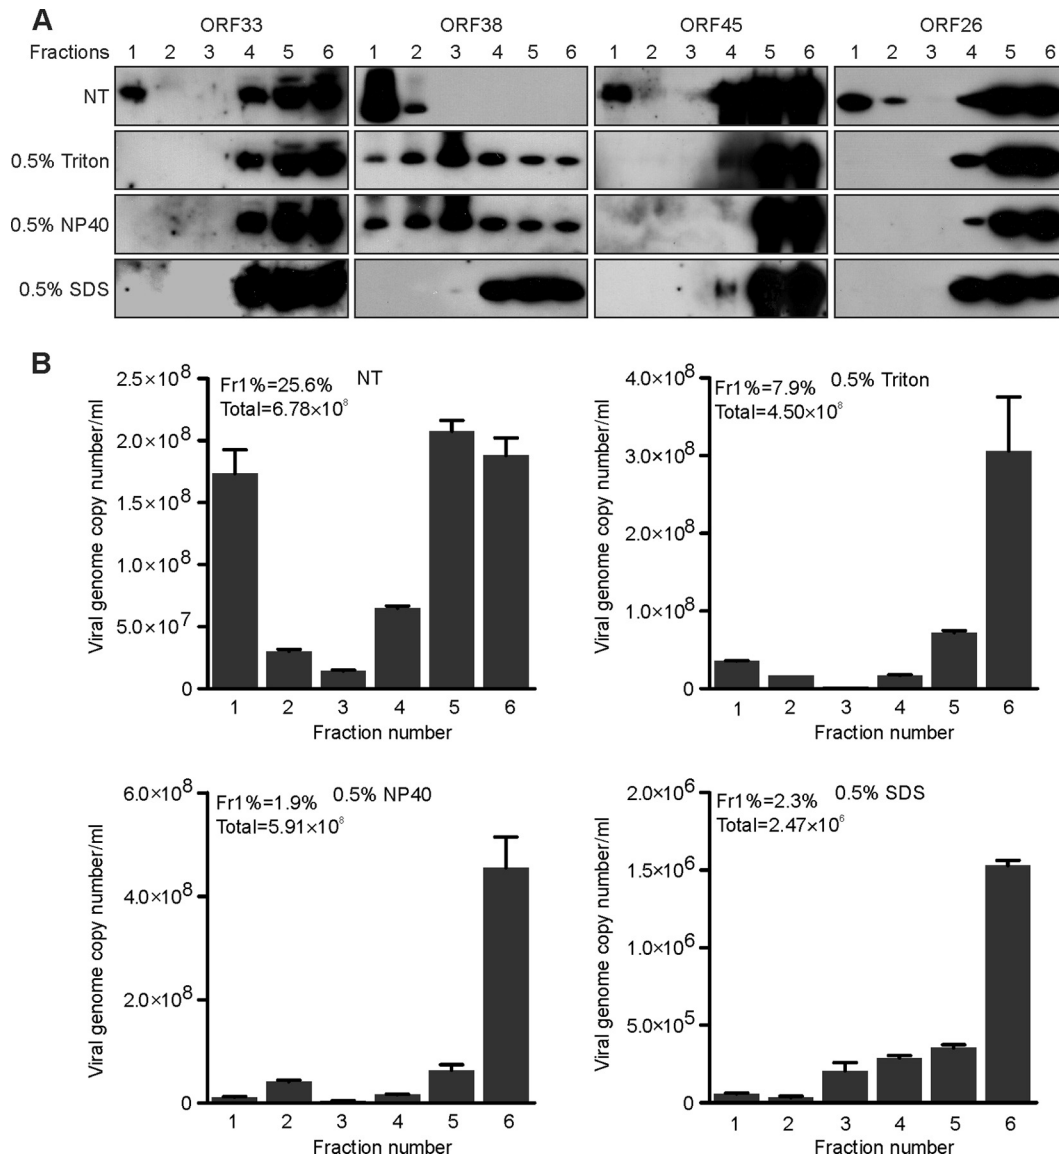 A
ORF33 ORF38 ORF45 ORF26
Fractions 1 2 3 4 5 6 1 2 3 4 5 6 1 2 3 4 5 6 1 2 3 4 5 6
NT
0.5% Triton
0.5% NP40
0.5% SDS
B
Fr1%=25.6% NT
Total=6.78×10⁸
Viral genome copy number/ml
2.5×10⁸
2.0×10⁸
1.5×10⁸
1.0×10⁸
5.0×10⁷
0
1 2 3 4 5 6
Fraction number
Fr1%=7.9% 0.5% Triton
Total=4.50×10⁸
Viral genome copy number/ml
4.0×10⁸
3.0×10⁸
2.0×10⁸
1.0×10⁸
0
1 2 3 4 5 6
Fraction number
Fr1%=1.9% 0.5% NP40
Total=5.91×10⁸
Viral genome copy number/ml
6.0×10⁸
4.0×10⁸
2.0×10⁸
0
1 2 3 4 5 6
Fraction number
Fr1%=2.3% 0.5% SDS
Total=2.47×10⁶
Viral genome copy number/ml
2.0×10⁶
1.5×10⁶
1.0×10⁶
5.0×10⁵
0
1 2 3 4 5 6
Fraction number